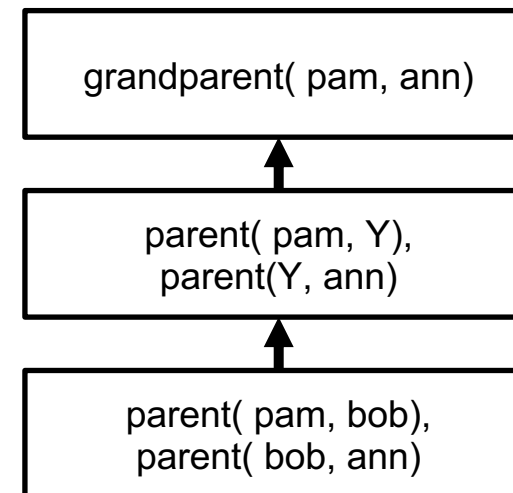 grandparent( pam, ann)
parent( pam, Y),
parent(Y, ann)
parent( pam, bob),
parent( bob, ann)